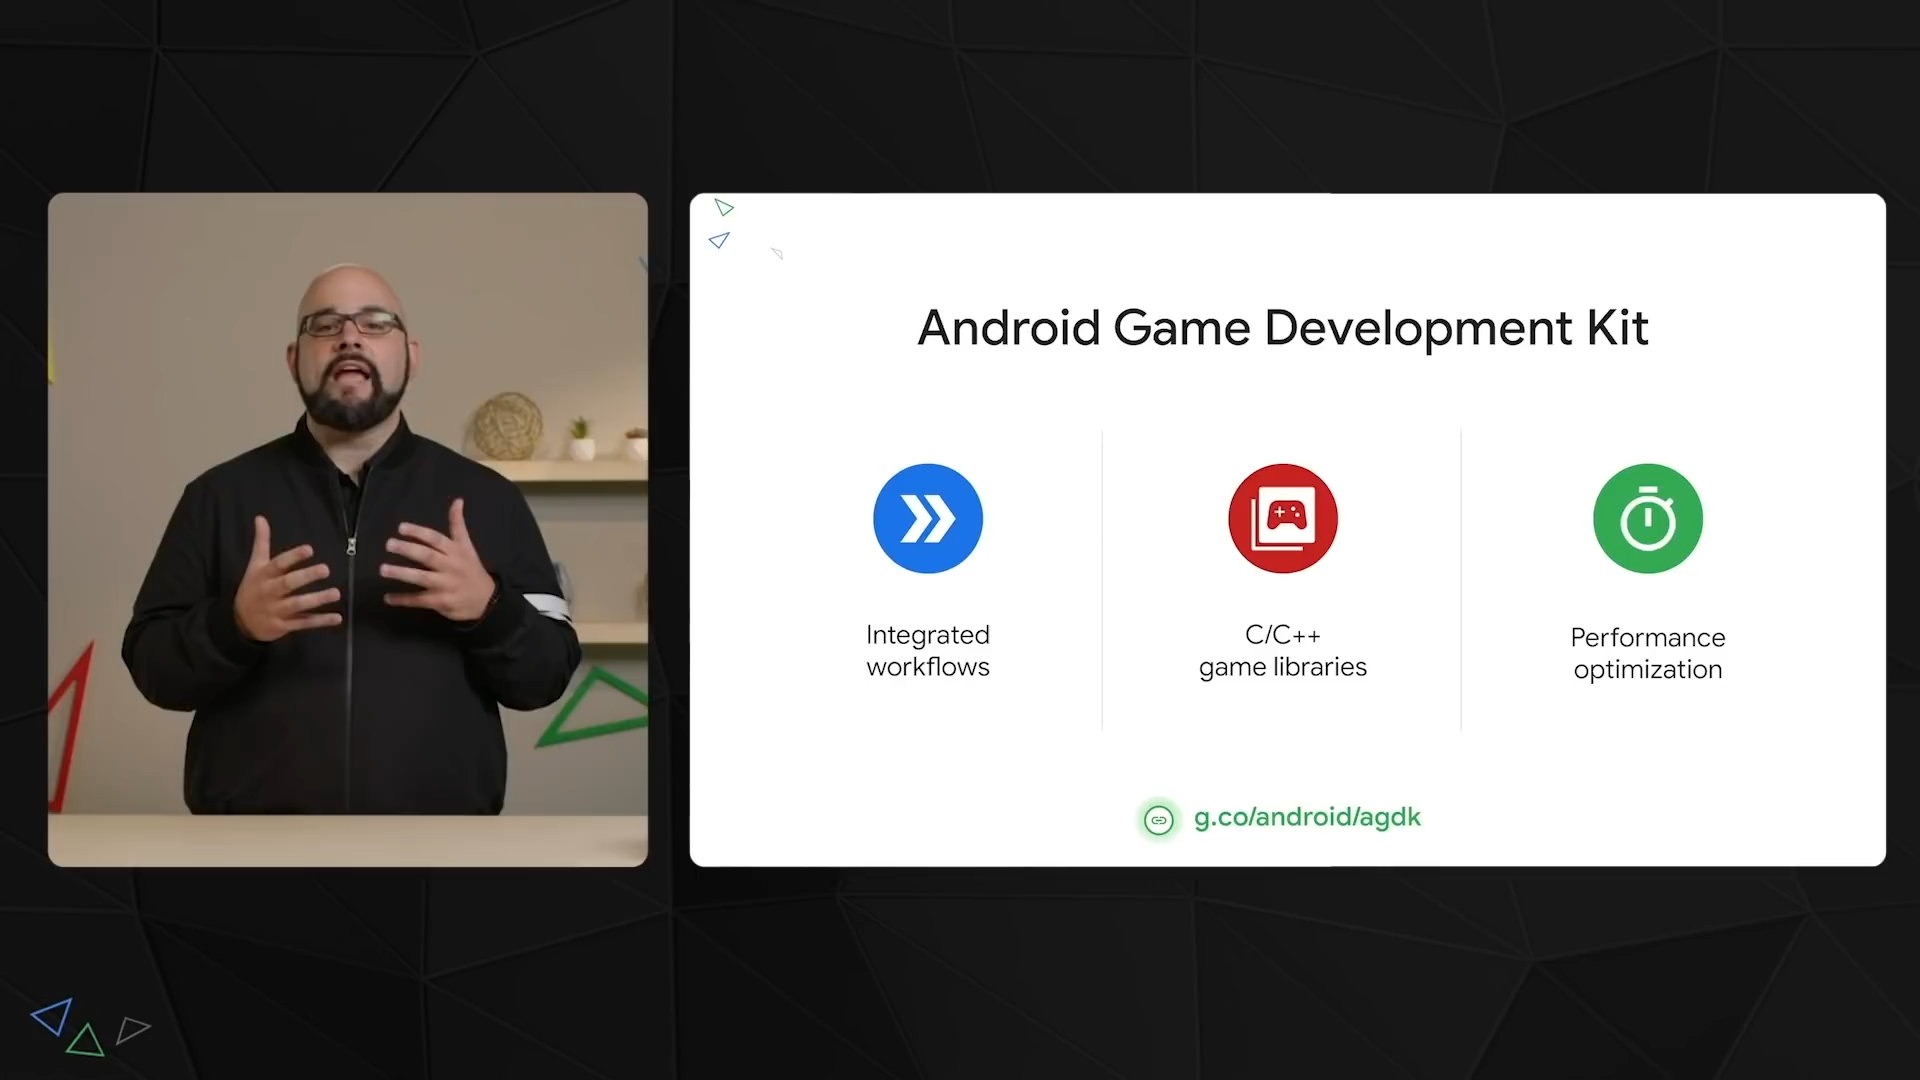 Android Game Development Kit
Integrated
workflows
C/C++
game libraries
Performance
optimization
g.co/android/agdk